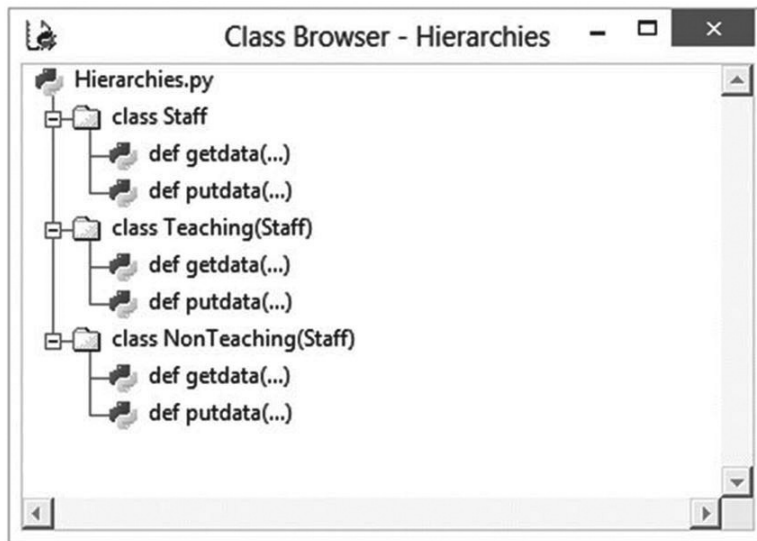 Class Browser - Hierarchies
Hierarchies.py
class Staff
def getdata(...)
def putdata(...)
class Teaching(Staff)
def getdata(...)
def putdata(...)
class NonTeaching(Staff)
def getdata(...)
def putdata(...)